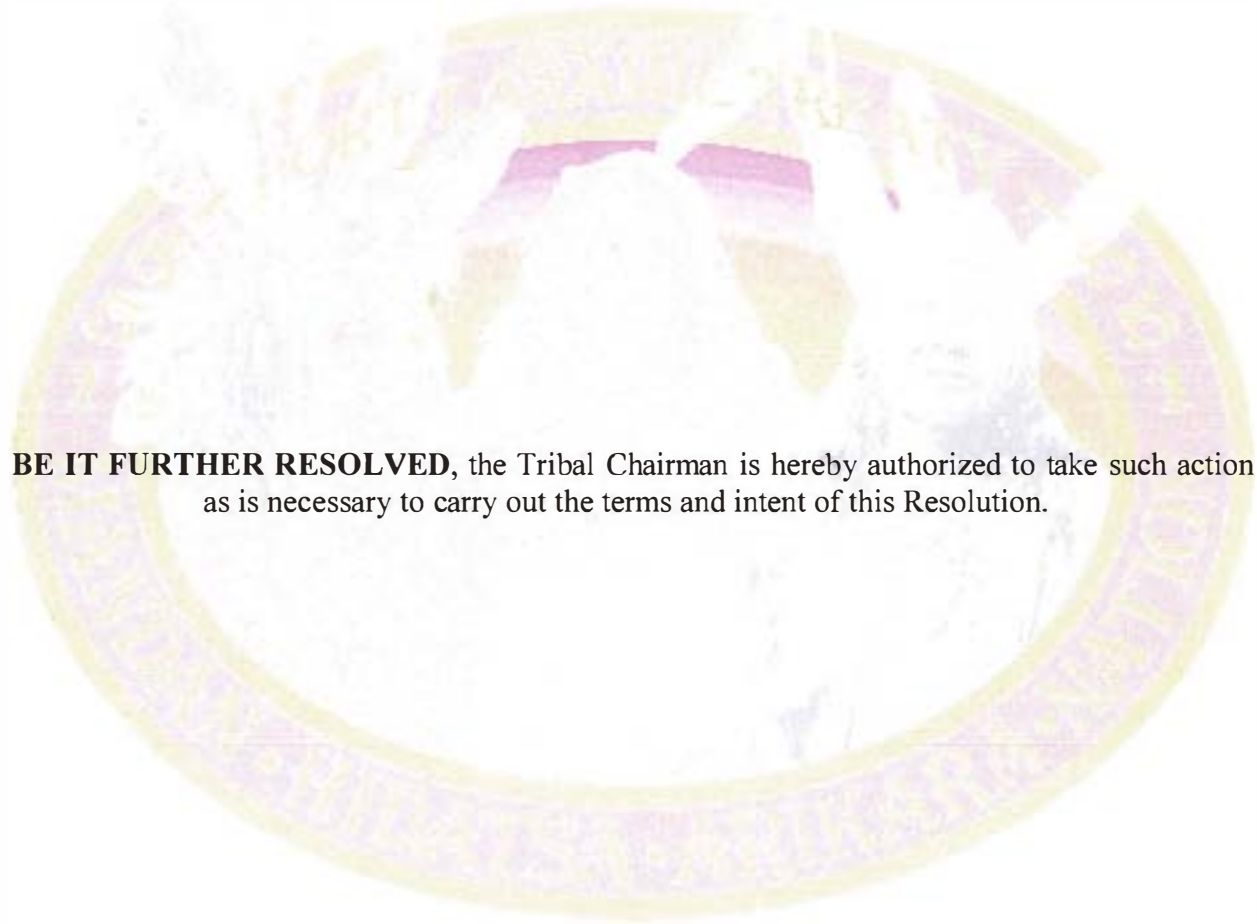 BE IT FURTHER RESOLVED, the Tribal Chairman is hereby authorized to take such action
as is necessary to carry out the terms and intent of this Resolution.